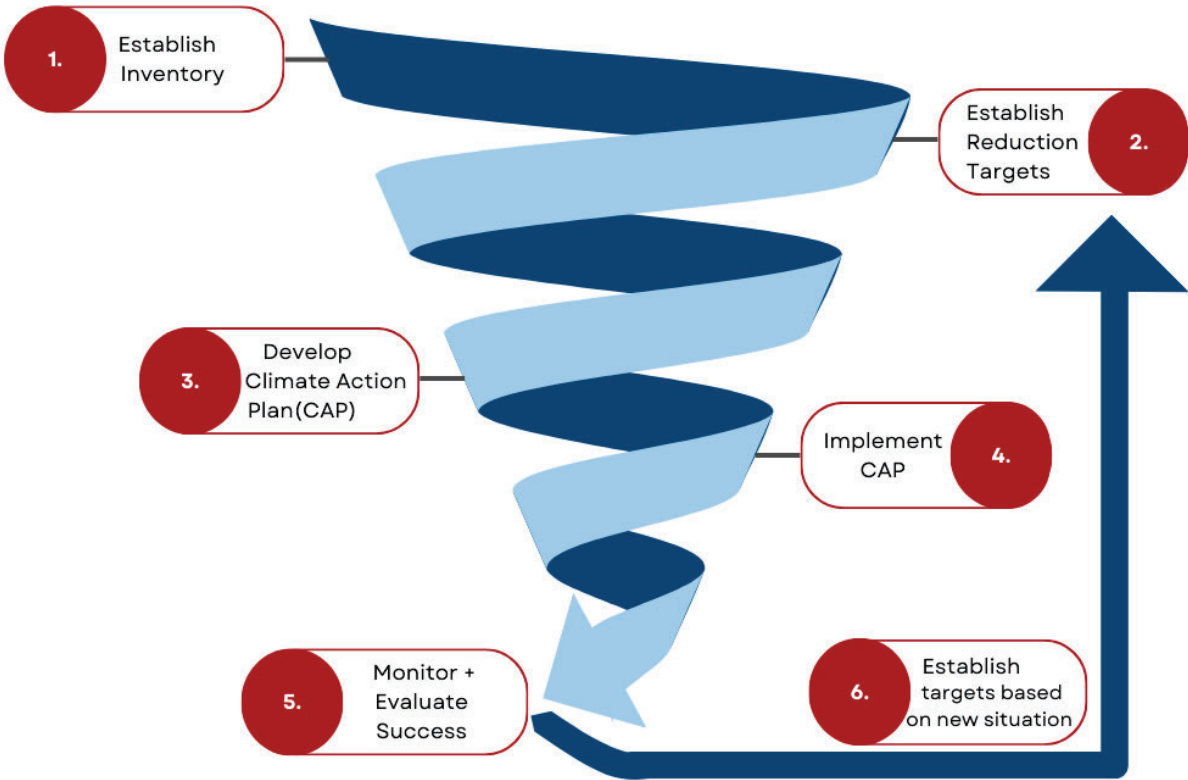 1.
Establish
Inventory
2.
Establish
Reduction
Targets
3.
Develop
Climate Action
Plan(CAP)
4.
Implement
CAP
5.
Monitor +
Evaluate
Success
6.
Establish
targets based
on new situation